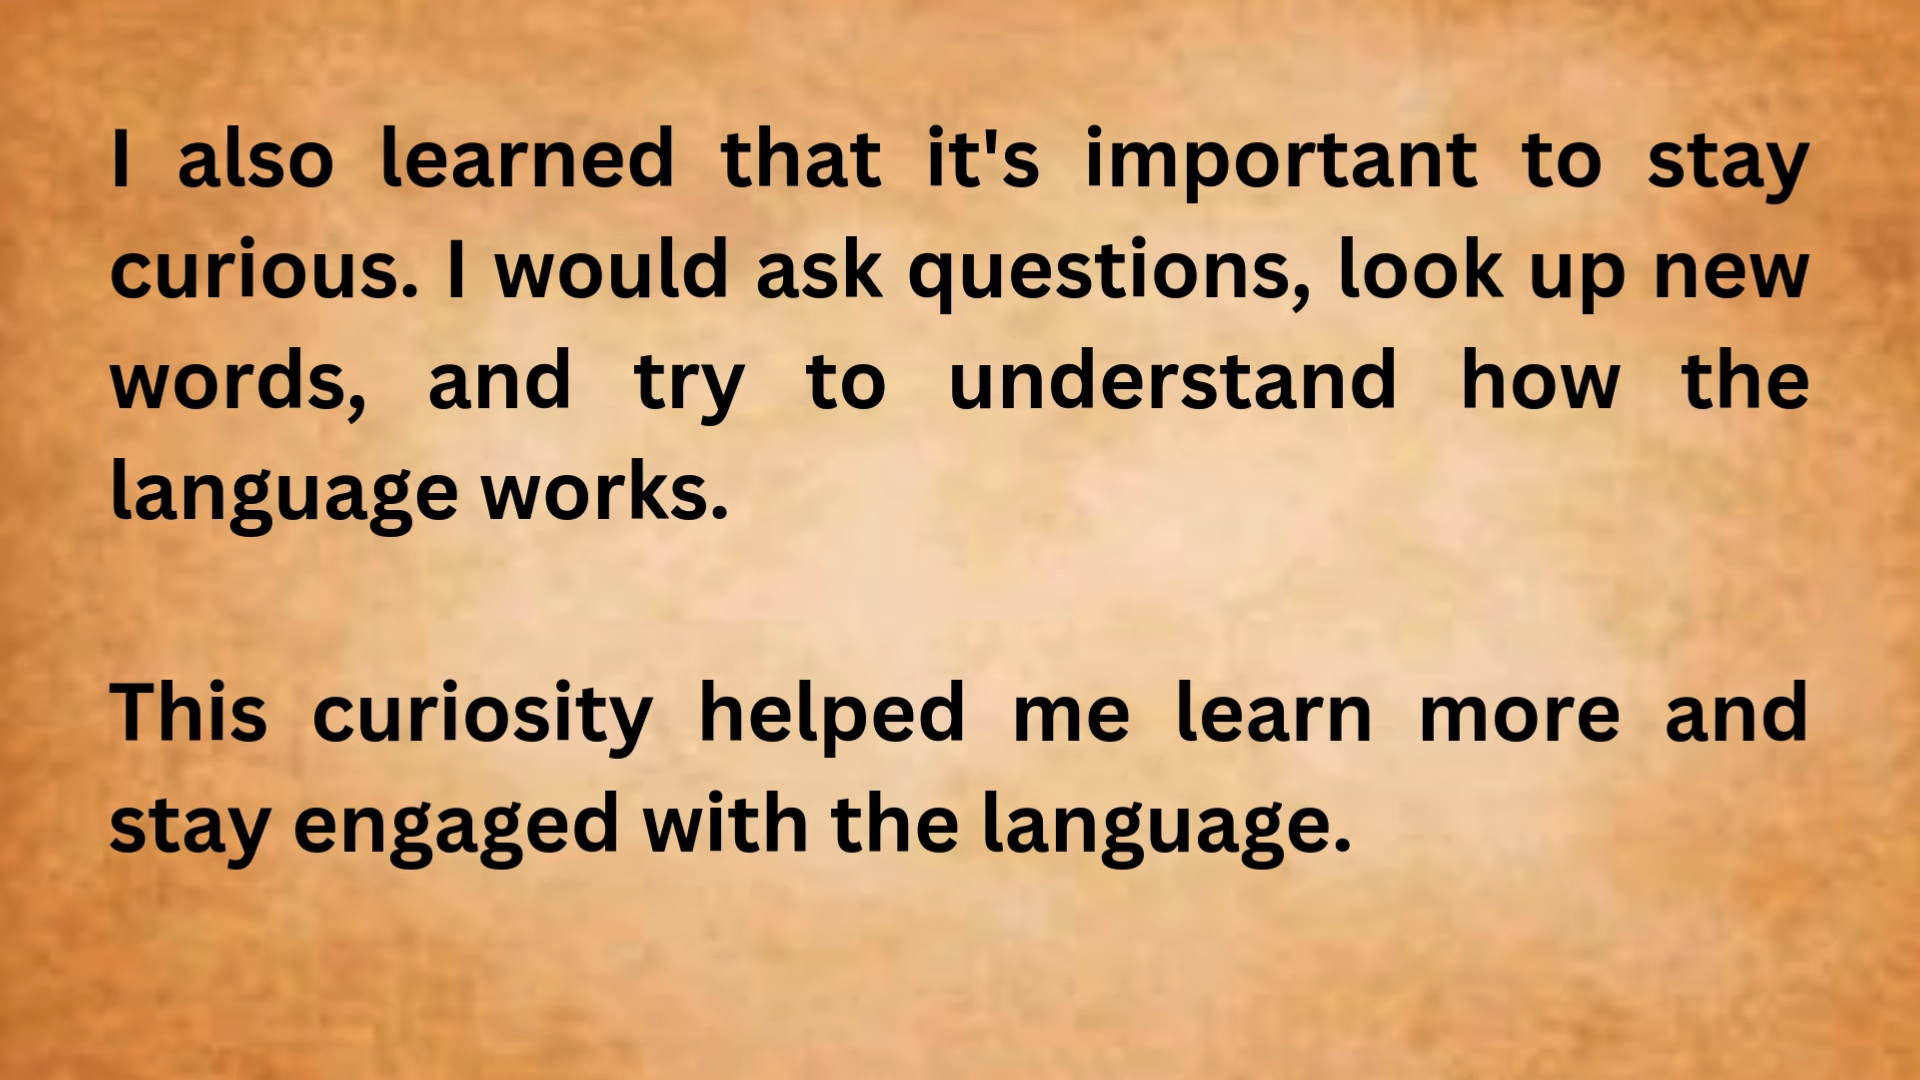 I also learned that it's important to stay
curious. I would ask questions, look up new
words, and try to understand how the
language works.
This curiosity helped me learn more and
stay engaged with the language.